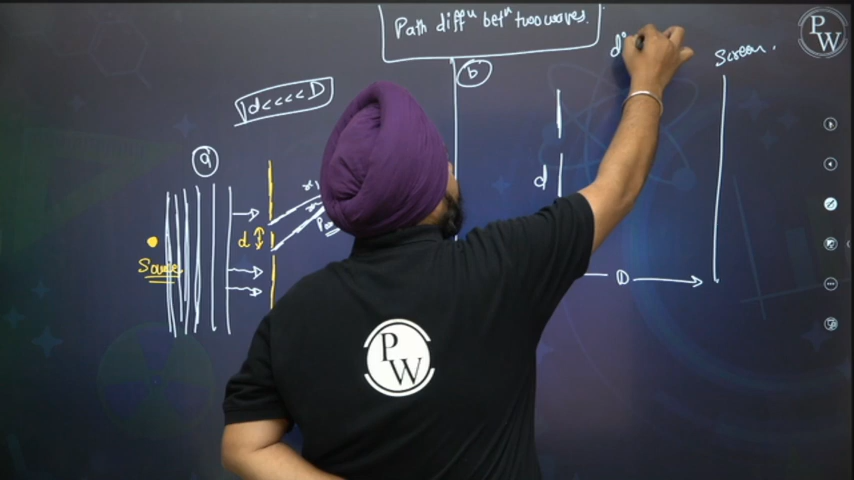 Path diffⁿ betⁿ two waves.
PW
Screen.
b
d<<<<D
a
d
d
Source
D
PW